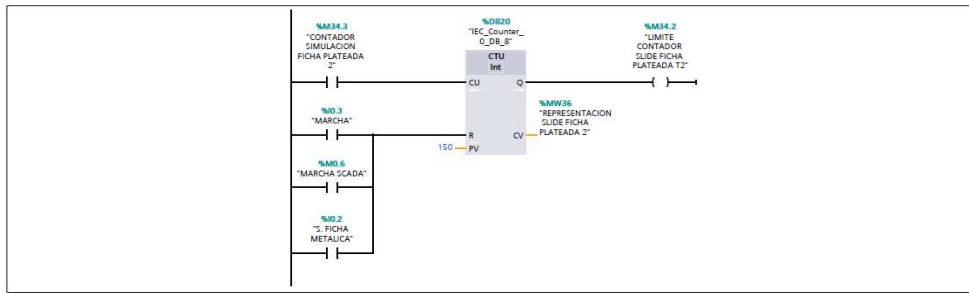 %M34.3
"CONTADOR
SIMULACION
FICHA PLATEADA
2"
%DB20
"IEC_Counter_
0_DB_8"
CTU
Int
CU
Q
%M34.2
"LIMITE
CONTADOR
SLIDE FICHA
PLATEADA T2"
%I0.3
"MARCHA"
R
CV
%MW36
"REPRESENTACION
SLIDE FICHA
PLATEADA 2"
150
PV
%M0.6
"MARCHA SCADA"
%I0.2
"S. FICHA
METALICA"